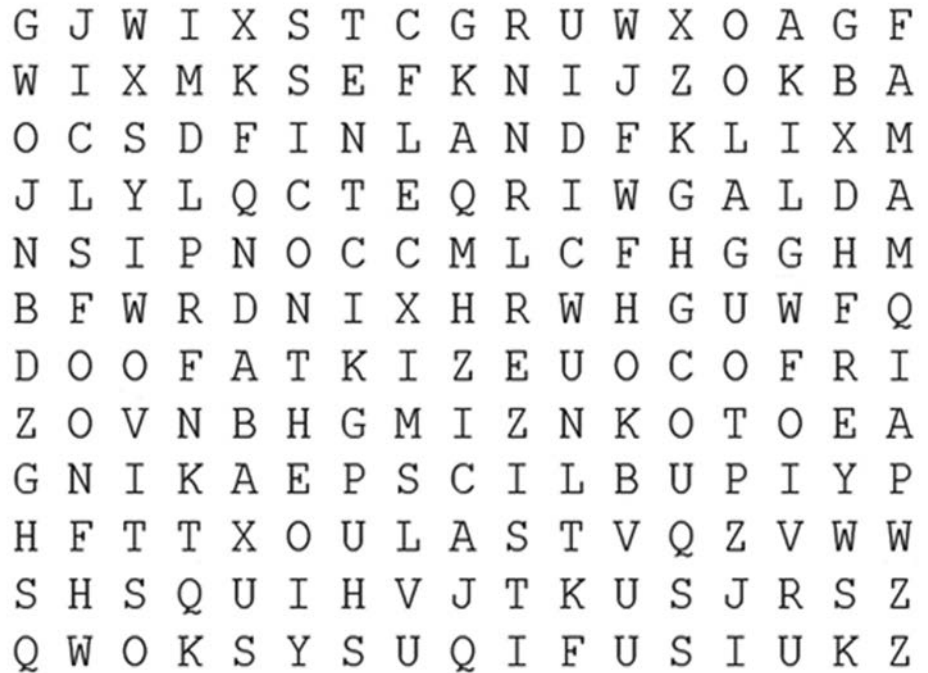 G J W I X S T C G R U W X O A G F
W I X M K S E F K N I J Z O K B A
O C S D F I N L A N D F K L I X M
J L Y L Q C T E Q R I W G A L D A
N S I P N O C C M L C F H G G H M
B F W R D N I X H R W H G U W F Q
D O O F A T K I Z E U O C O F R I
Z O V N B H G M I Z N K O T O E A
G N I K A E P S C I L B U P I Y P
H F T T X O U L A S T V Q Z V W W
S H S Q U I H V J T K U S J R S Z
Q W O K S Y S U Q I F U S I U K Z